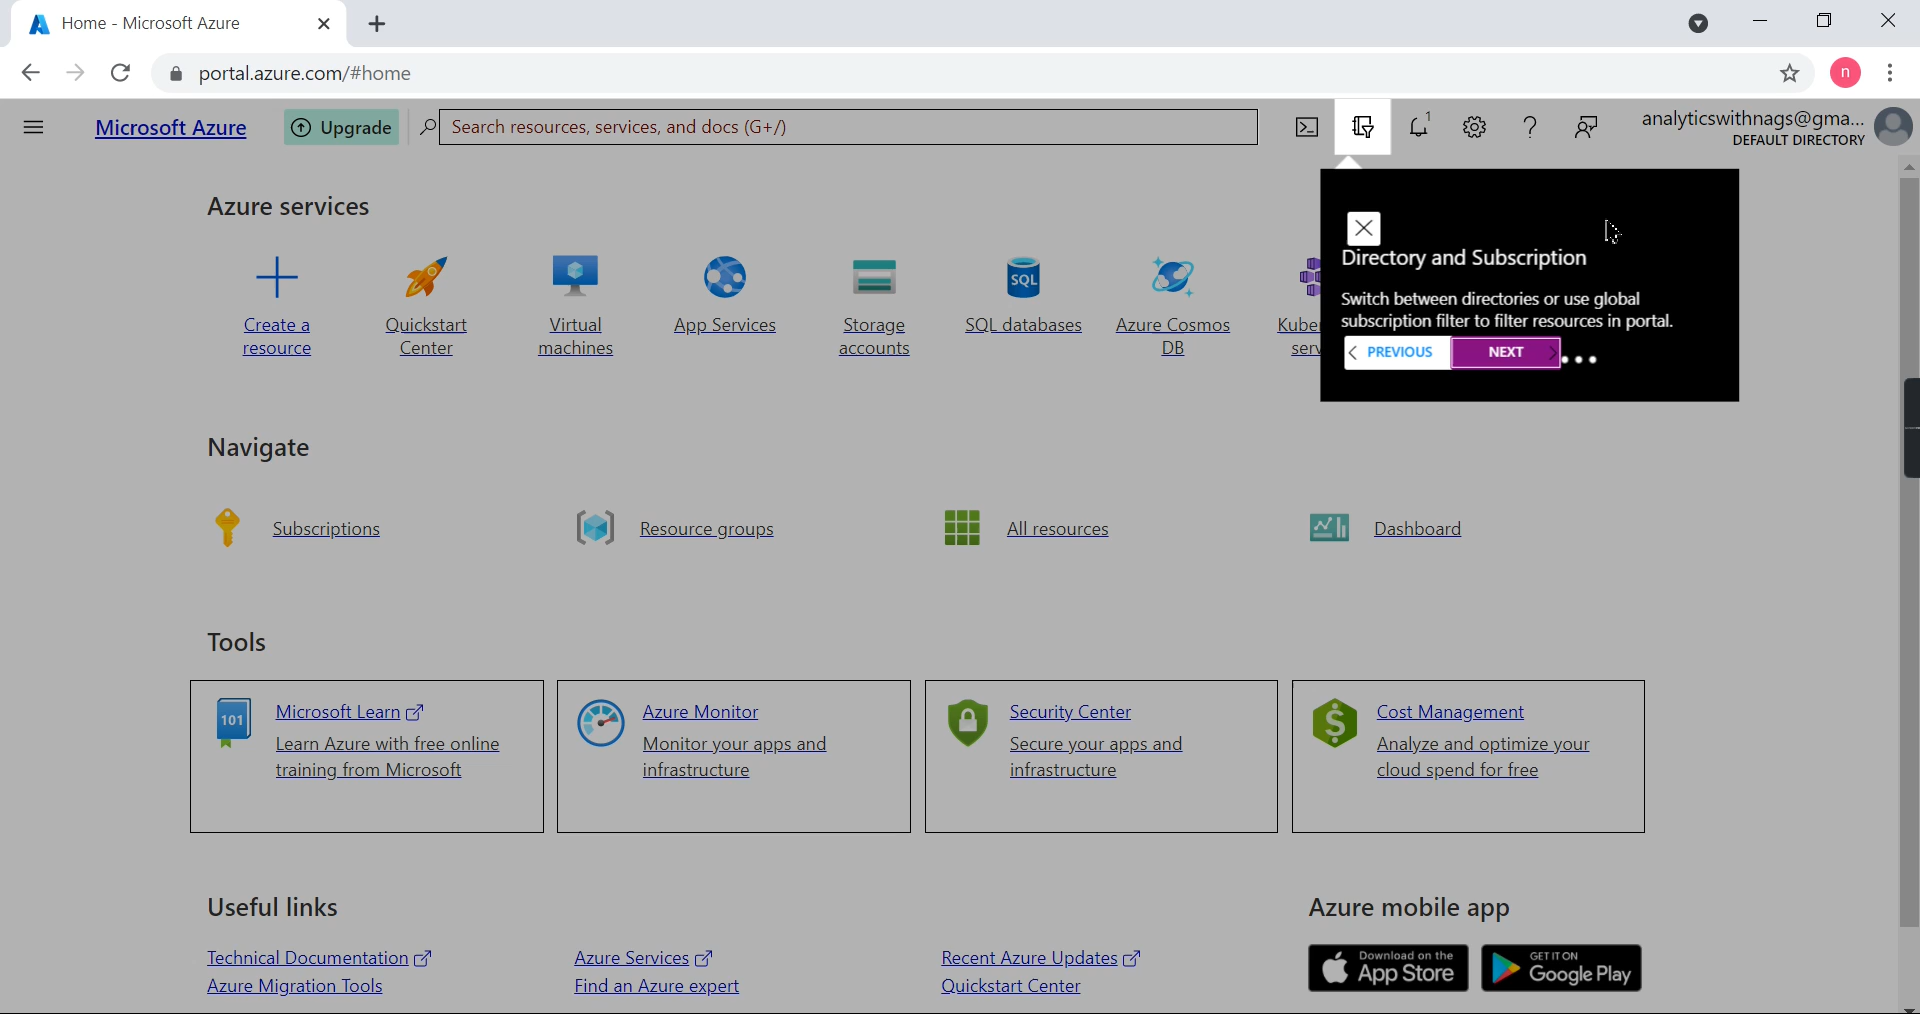 Home - Microsoft Azure
portal.azure.com/#home
n
Microsoft Azure
Upgrade
Search resources, services, and docs (G+/)
1
analyticswithnags@gma...
DEFAULT DIRECTORY
Azure services
Create a
resource
Quickstart
Center
Virtual
machines
App Services
Storage
accounts
SQL
SQL databases
Azure Cosmos
DB
Kuber
serv
Directory and Subscription
Switch between directories or use global
subscription filter to filter resources in portal.
PREVIOUS
NEXT
Navigate
Subscriptions
Resource groups
All resources
Dashboard
Tools
101
Microsoft Learn
Learn Azure with free online
training from Microsoft
Azure Monitor
Monitor your apps and
infrastructure
Security Center
Secure your apps and
infrastructure
Cost Management
Analyze and optimize your
cloud spend for free
Useful links
Technical Documentation
Azure Migration Tools
Azure Services
Find an Azure expert
Recent Azure Updates
Quickstart Center
Azure mobile app
Download on the
App Store
GET IT ON
Google Play